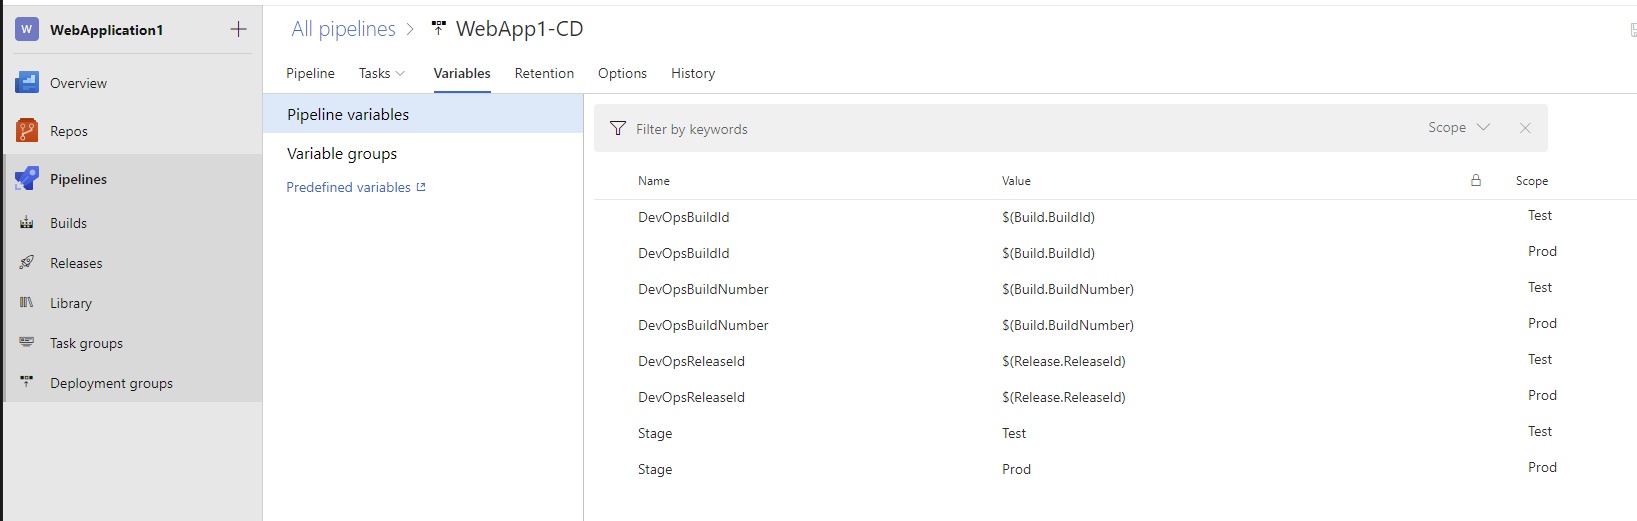 W WebApplication1
Overview
Repos
Pipelines
Builds
Releases
Library
Task groups
Deployment groups
All pipelines > WebApp1-CD
Pipeline Tasks Variables Retention Options History
Pipeline variables
Variable groups
Predefined variables
Filter by keywords Scope
Name Value Scope
DevOpsBuildId $(Build.BuildId) Test
DevOpsBuildId $(Build.BuildId) Prod
DevOpsBuildNumber $(Build.BuildNumber) Test
DevOpsBuildNumber $(Build.BuildNumber) Prod
DevOpsReleaseId $(Release.ReleaseId) Test
DevOpsReleaseId $(Release.ReleaseId) Prod
Stage Test Test
Stage Prod Prod